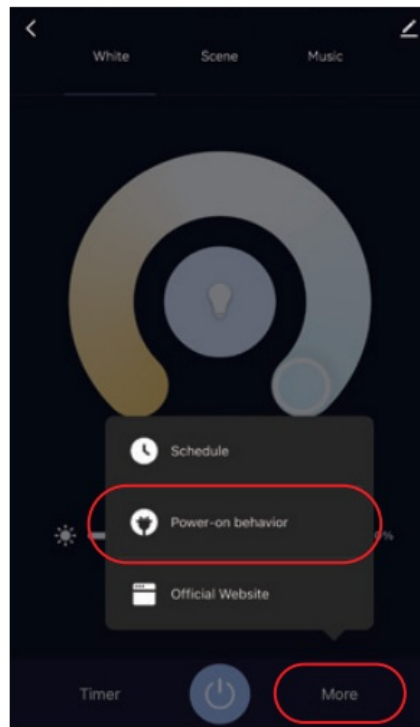 White Scene Music
Schedule
Power-on behavior
%
Official Website
Timer More